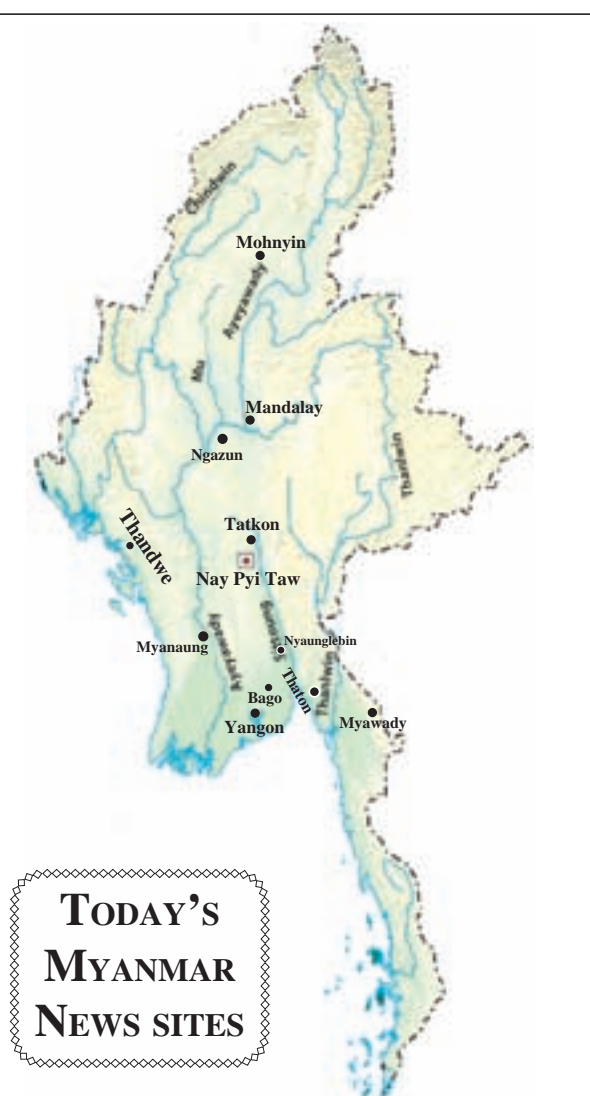 Chindwin
Mohnyin
Ayeyawady
Mu
Mandalay
Ngazun
Thanlwin
Thandwe
Tatkon
Nay Pyi Taw
Sittoung
Nyaunglebin
Myanaung
Ayeyawady
Thanlwin
Thaton
Bago
Yangon
Myawady
TODAY'S
MYANMAR
NEWS SITES